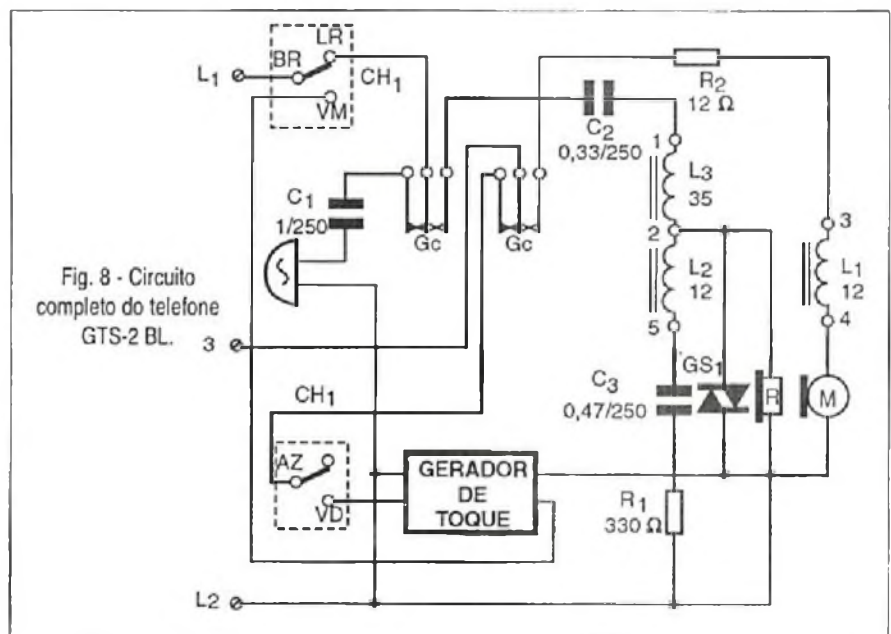 LR
BR
L1
CH1
VM
R2
12 Ω
C2
0,33/250
1
L3
35
C1
1/250
3
Gc
Gc
2
L2
12
L1
12
Fig. 8 - Circuito
completo do telefone
GTS-2 BL.
5
4
3
GS1
C3
0,47/250
R
M
CH1
AZ
VD
GERADOR
DE
TOQUE
R1
330 Ω
L2